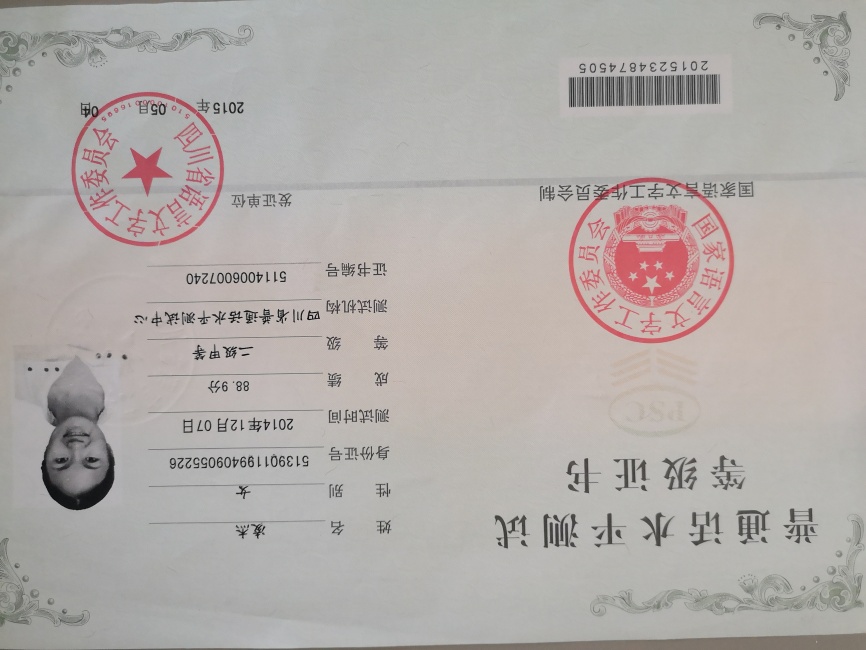 普通话水平测试
等级证书
PSC
国家语言文字工作委员会
国家语言文字工作委员会制
2015234874505
姓名 凌杰
性别 女
身份证号 513901199409055226
测试时间 2014年12月07日
成绩 88.9分
等级 二级甲等
测试机构 四川省普通话水平测试中心
证书编号 5114006007240
发证单位
四川省语言文字工作委员会
2015年 05月 04日